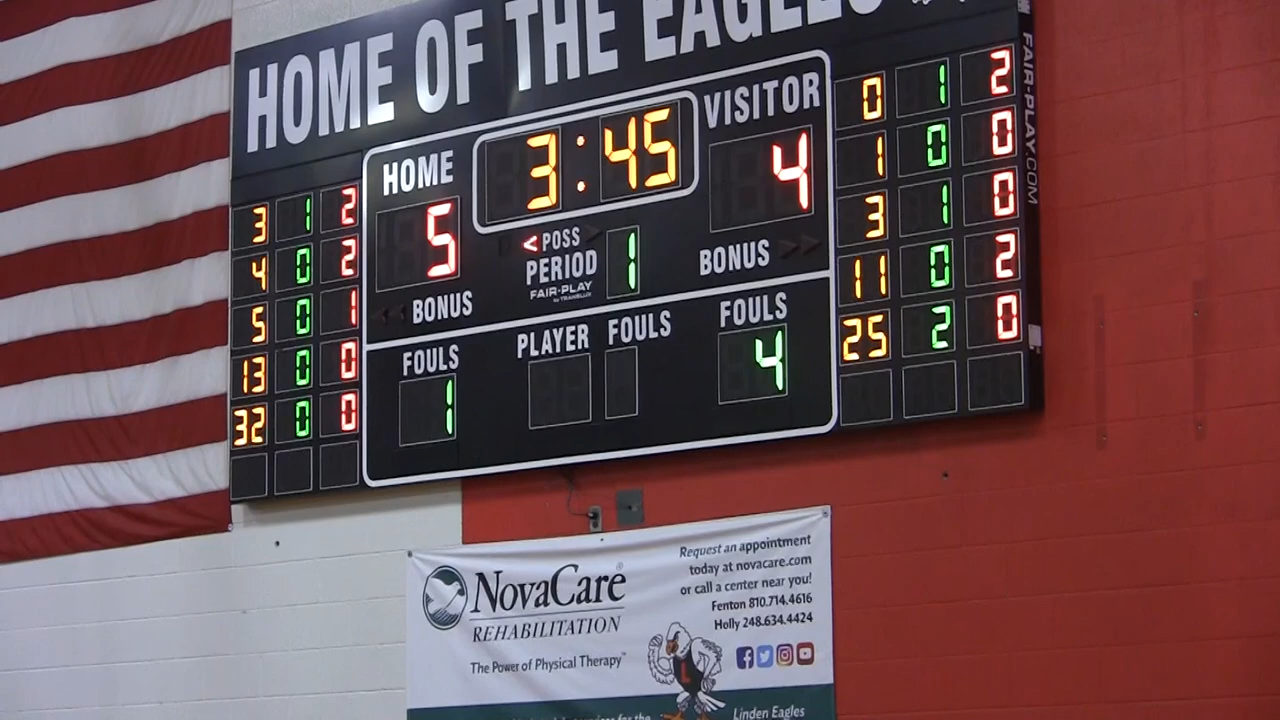 HOME OF THE EAGLES
HOME
3:45
VISITOR
5
4
< POSS
PERIOD 1
FAIR-PLAY
BONUS
BONUS
FOULS
PLAYER FOULS
FOULS
1
4
3 1 2
4 0 2
5 0 1
13 0 0
32 0 0
0 1 2
1 0 0
3 1 0
11 0 2
25 2 0
FAIR-PLAY.COM
NovaCare®
REHABILITATION
The Power of Physical Therapy™
Request an appointment
today at novacare.com
or call a center near you!
Fenton 810.714.4616
Holly 248.634.4424
L
Linden Eagles